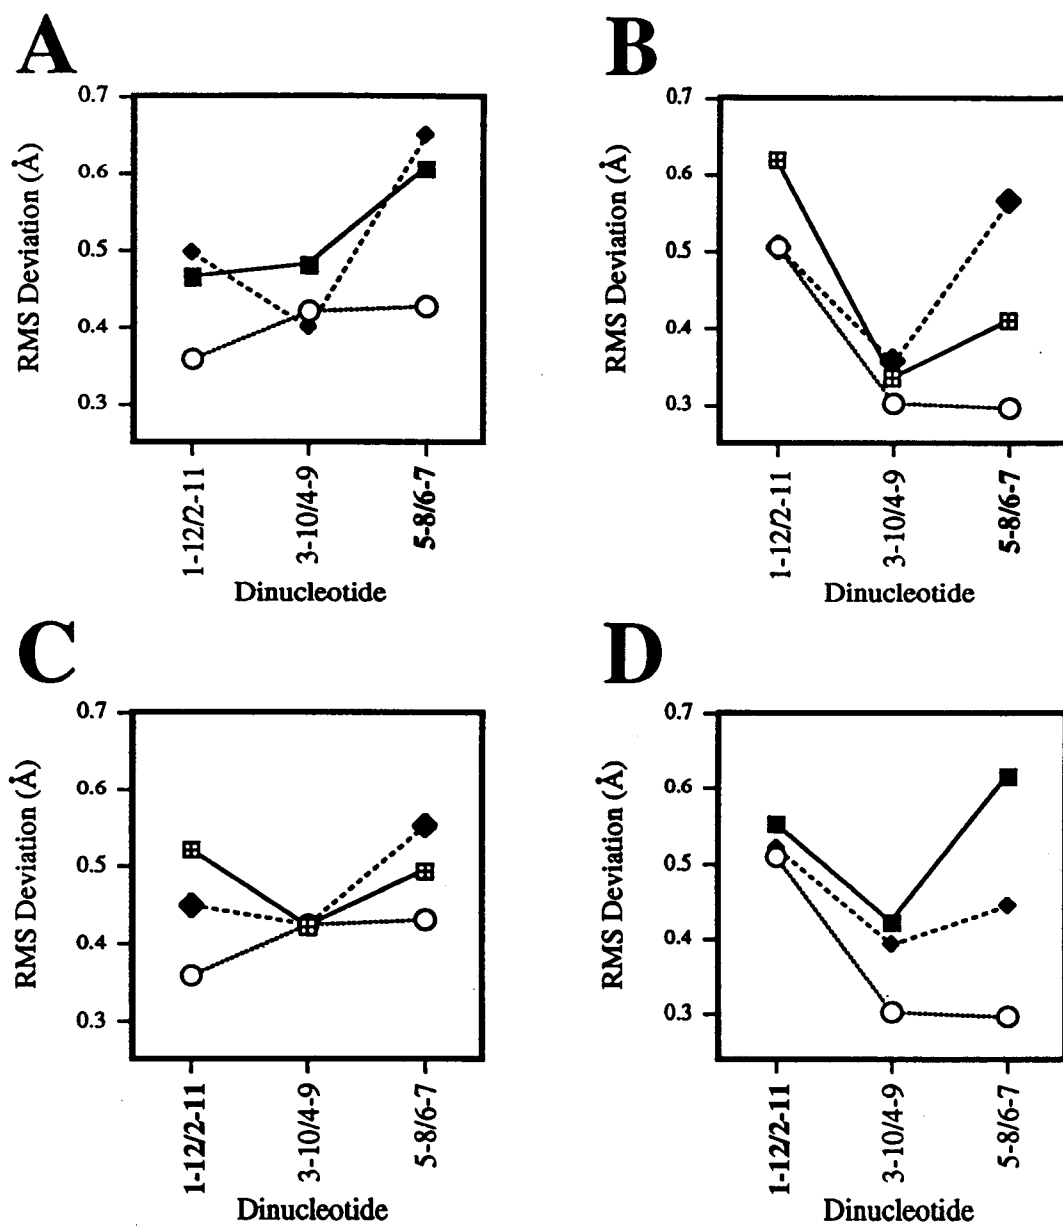 A
RMS Deviation (Å)
0.7
0.6
0.5
0.4
0.3
1-12/2-11
3-10/4-9
5-8/6-7
Dinucleotide
B
RMS Deviation (Å)
0.7
0.6
0.5
0.4
0.3
1-12/2-11
3-10/4-9
5-8/6-7
Dinucleotide
C
RMS Deviation (Å)
0.7
0.6
0.5
0.4
0.3
1-12/2-11
3-10/4-9
5-8/6-7
Dinucleotide
D
RMS Deviation (Å)
0.7
0.6
0.5
0.4
0.3
1-12/2-11
3-10/4-9
5-8/6-7
Dinucleotide